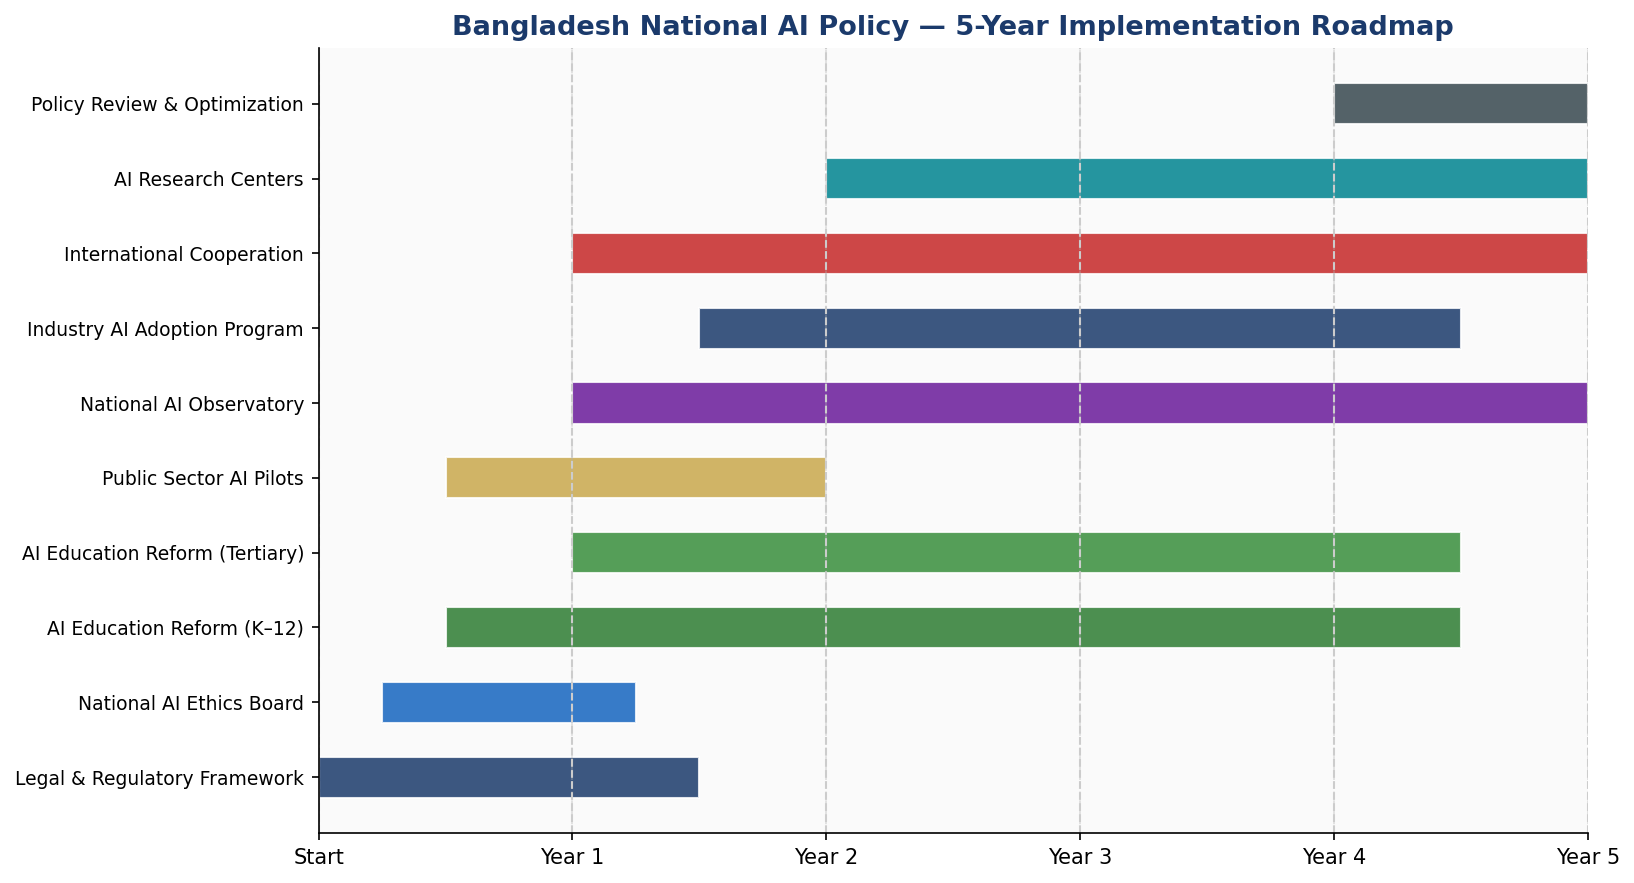 Bangladesh National AI Policy — 5-Year Implementation Roadmap
Policy Review & Optimization
AI Research Centers
International Cooperation
Industry AI Adoption Program
National AI Observatory
Public Sector AI Pilots
AI Education Reform (Tertiary)
AI Education Reform (K–12)
National AI Ethics Board
Legal & Regulatory Framework
Start Year 1 Year 2 Year 3 Year 4 Year 5